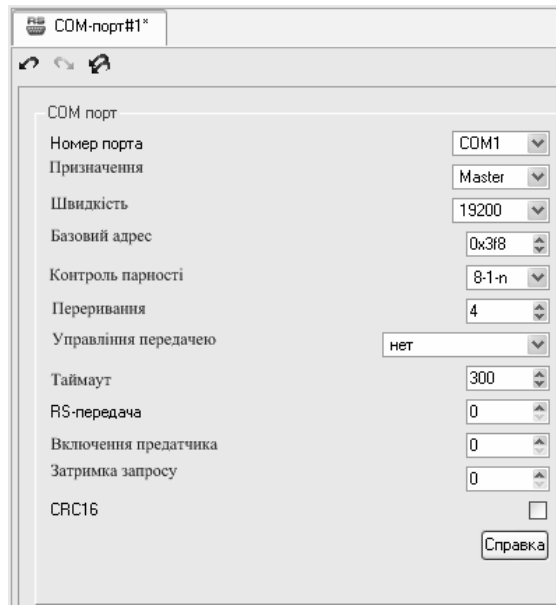 RS COM-порт#1*
COM порт
Номер порта COM1
Призначення Master
Швидкість 19200
Базовий адрес 0x3f8
Контроль парності 8-1-n
Переривання 4
Управління передачею нет
Таймаут 300
RS-передача 0
Включення предатчика 0
Затримка запросу 0
CRC16
Справка